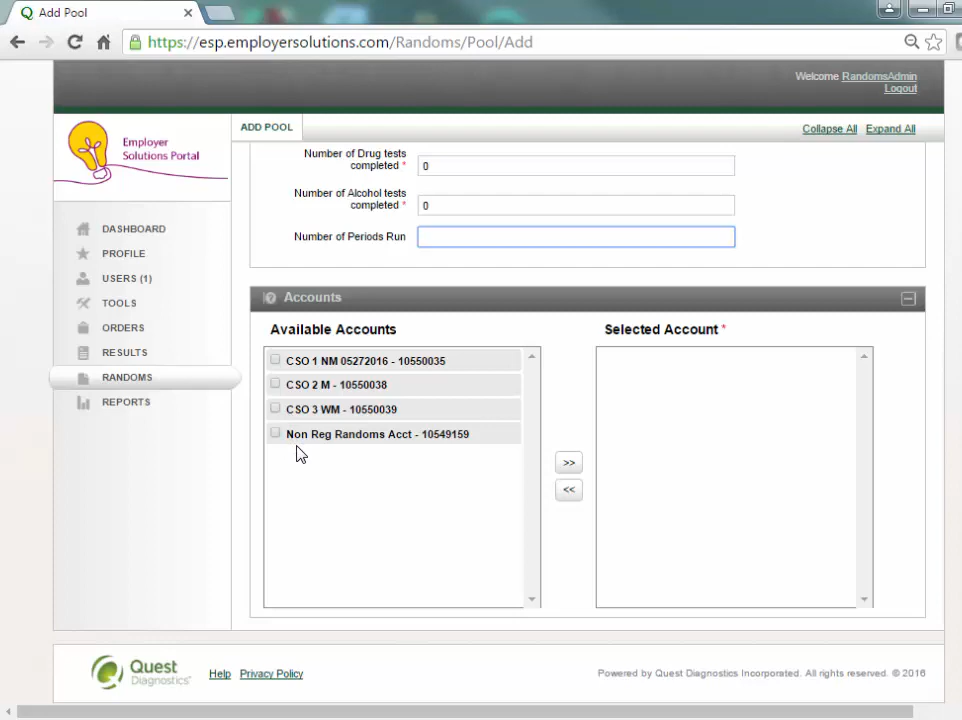 Add Pool
https://esp.employersolutions.com/Randoms/Pool/Add
Welcome RandomsAdmin
Logout
Employer
Solutions Portal
ADD POOL
Collapse All Expand All
Number of Drug tests
completed * 0
Number of Alcohol tests
completed * 0
Number of Periods Run
DASHBOARD
PROFILE
USERS (1)
TOOLS
ORDERS
RESULTS
RANDOMS
REPORTS
Accounts
Available Accounts
CSO 1 NM 05272016 - 10550035
CSO 2 M - 10550038
CSO 3 WM - 10550039
Non Reg Randoms Acct - 10549159
>>
<<
Selected Account *
Quest
Diagnostics
Help Privacy Policy
Powered by Quest Diagnostics Incorporated. All rights reserved. © 2016